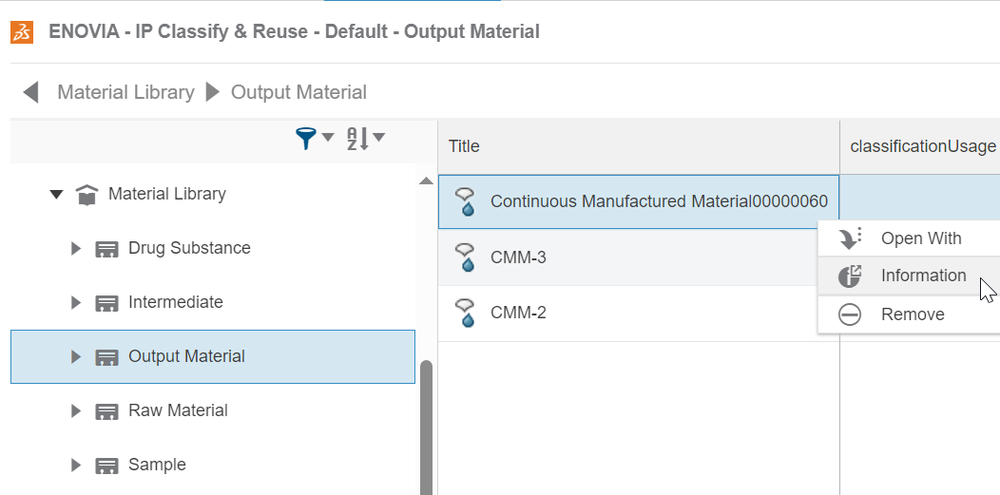 ENOVIA - IP Classify & Reuse - Default - Output Material
Material Library Output Material
Title
classificationUsage
Material Library
Drug Substance
Intermediate
Output Material
Raw Material
Sample
Continuous Manufactured Material00000060
CMM-3
CMM-2
Open With
Information
Remove